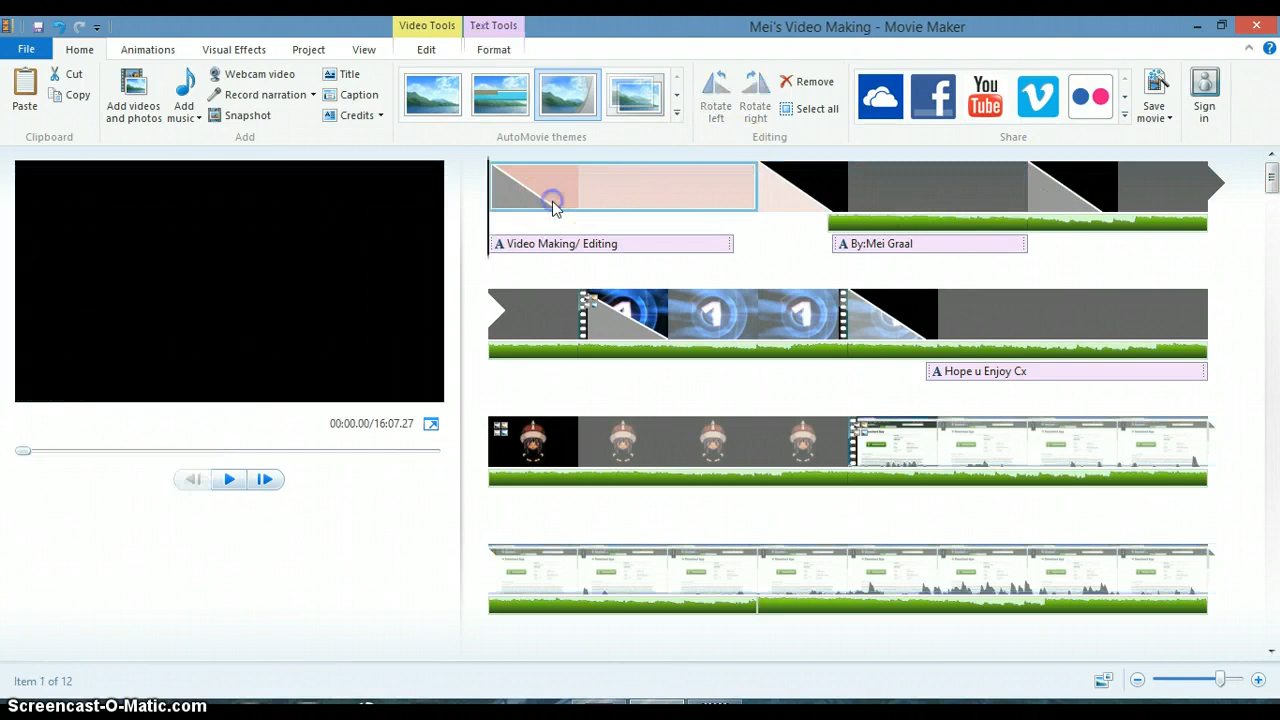 Video Tools
Text Tools
Mei's Video Making - Movie Maker
File
Home
Animations
Visual Effects
Project
View
Edit
Format
Paste
Cut
Copy
Clipboard
Add videos and photos
Add music
Webcam video
Record narration
Snapshot
Title
Caption
Credits
Add
AutoMovie themes
Rotate left
Rotate right
Remove
Select all
Editing
You Tube
Share
Save movie
Sign in
A Video Making/ Editing
A By:Mei Graal
A Hope u Enjoy Cx
00:00.00/16:07.27
Item 1 of 12
Screencast-O-Matic.com